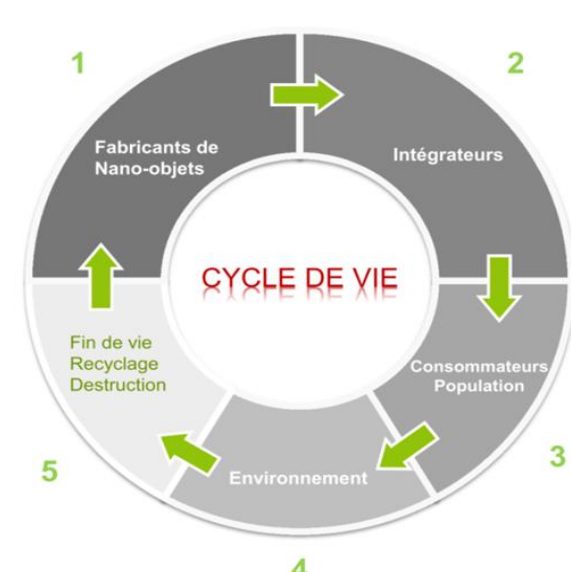 1
2
Fabricants de
Nano-objets
Intégrateurs
CYCLE DE VIE
Fin de vie
Recyclage
Destruction
Consommateurs
Population
Environnement
5
3
4